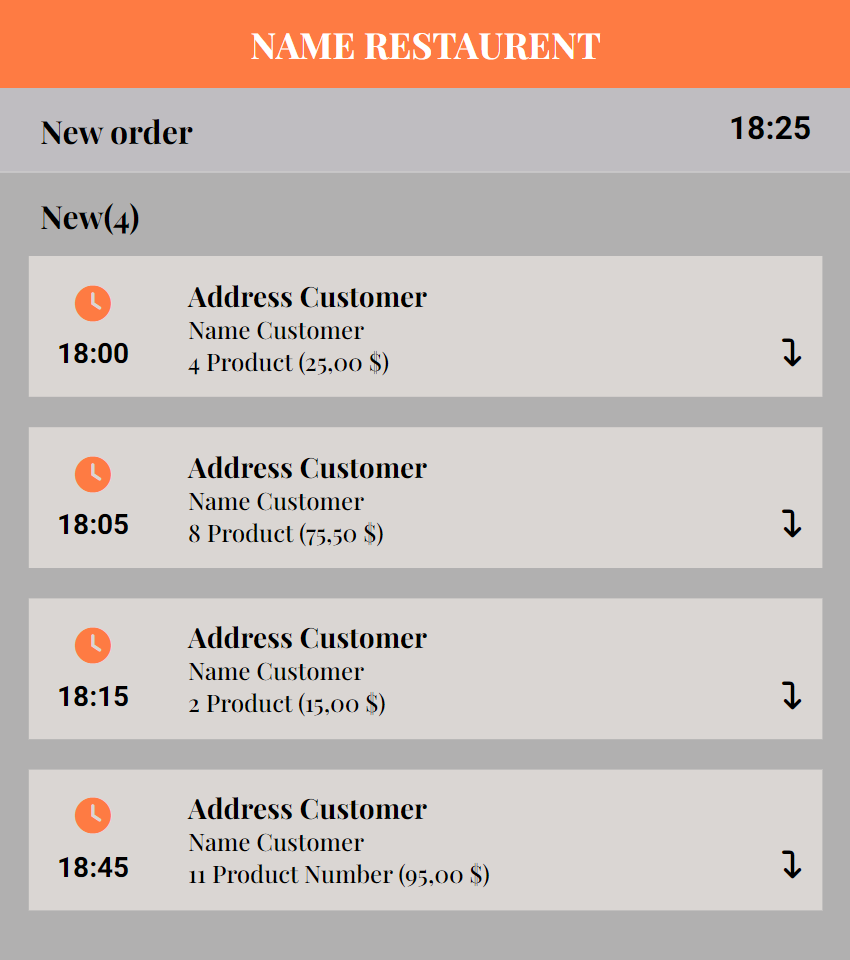 NAME RESTAURENT
New order
18:25
New(4)
Address Customer
Name Customer
18:00
4 Product (25,00 $)
Address Customer
Name Customer
18:05
8 Product (75,50 $)
Address Customer
Name Customer
18:15
2 Product (15,00 $)
Address Customer
Name Customer
18:45
11 Product Number (95,00 $)